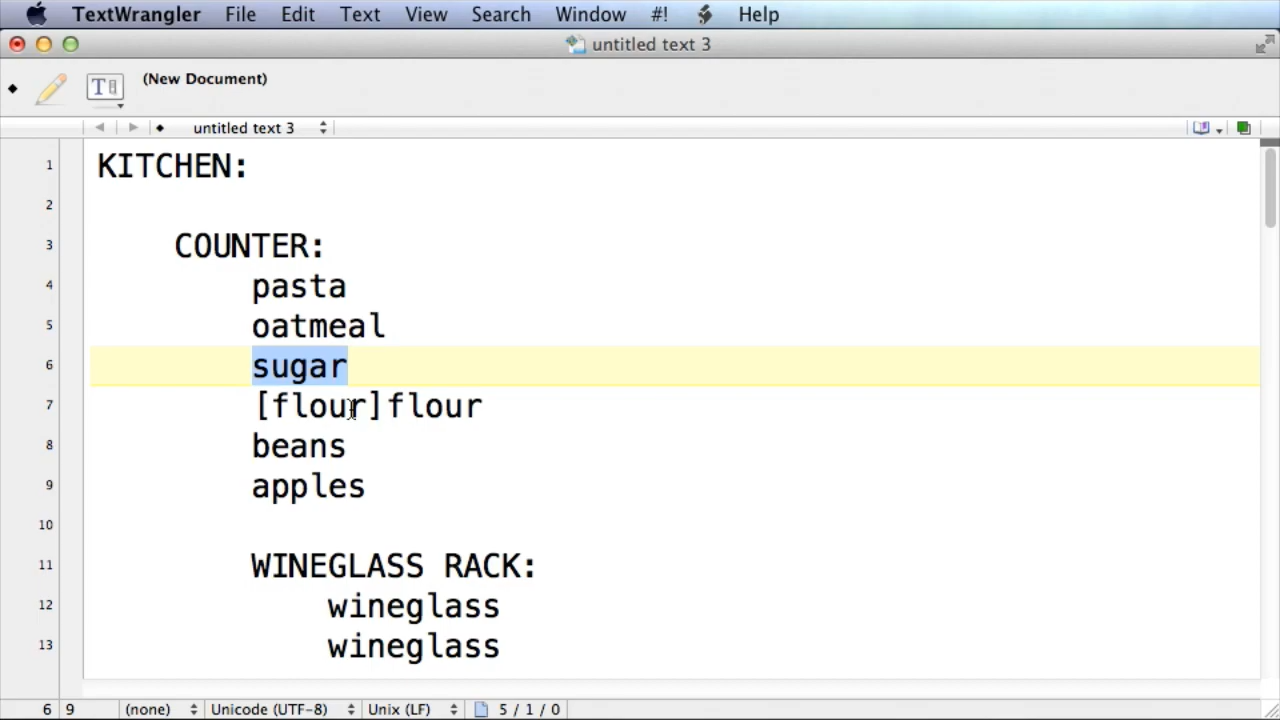 TextWrangler File Edit Text View Search Window #! Help
untitled text 3
(New Document)
untitled text 3
1 KITCHEN:
2
3 COUNTER:
4 pasta
5 oatmeal
6 sugar
7 [flour]flour
8 beans
9 apples
10
11 WINEGLASS RACK:
12 wineglass
13 wineglass
6 9 (none) Unicode (UTF-8) Unix (LF) 5 / 1 / 0